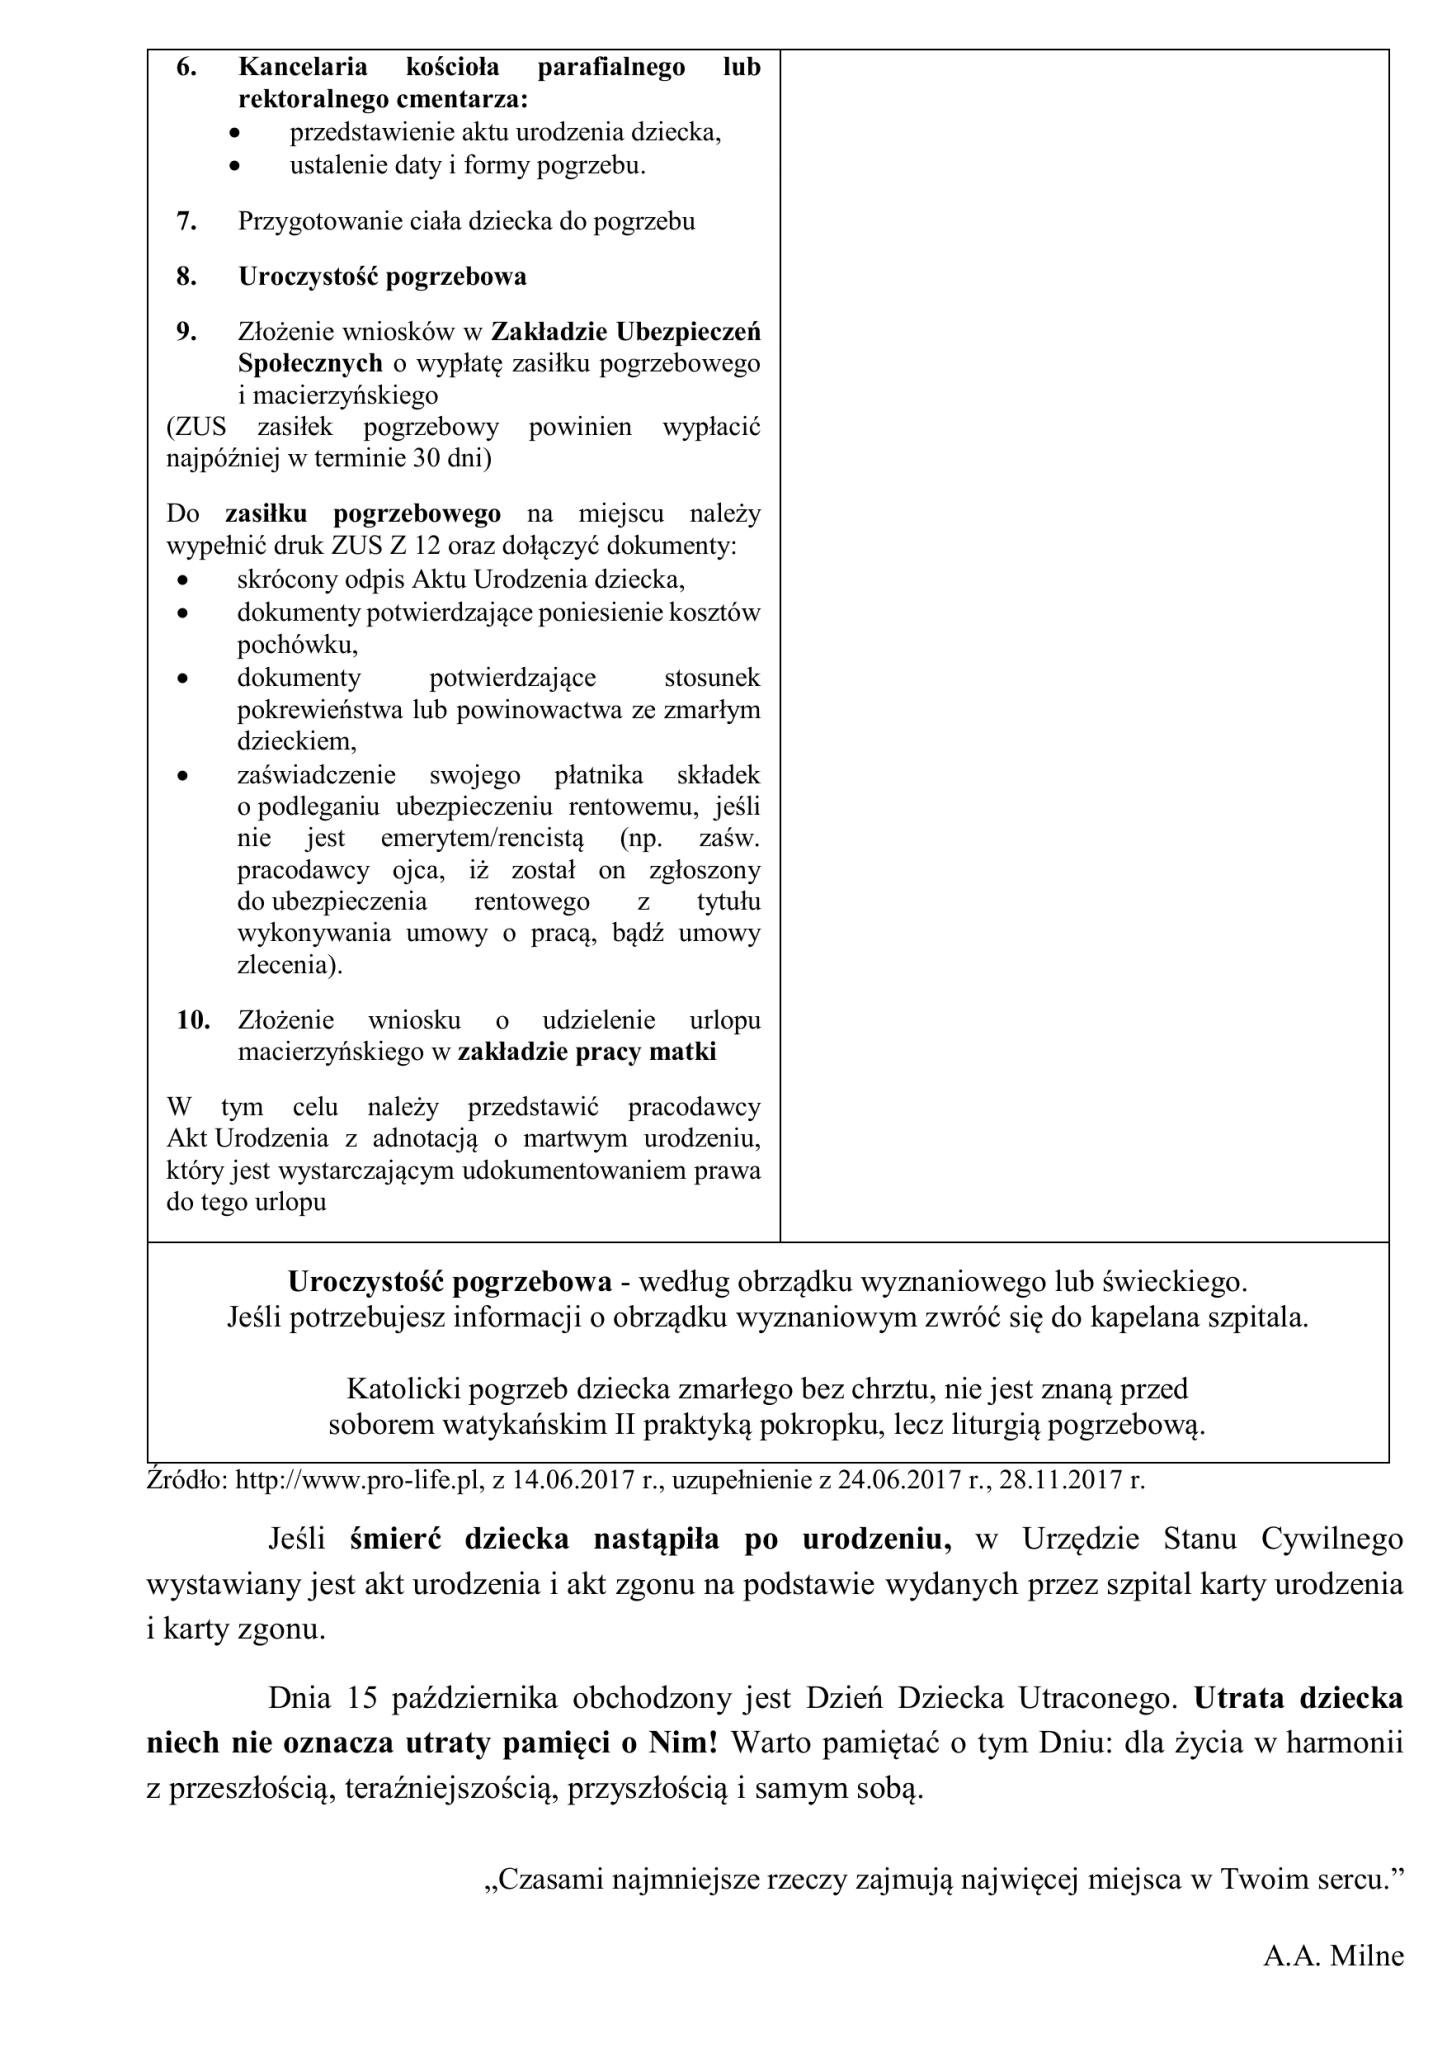 6. Kancelaria kościoła parafialnego lub
rektoralnego cmentarza:
• przedstawienie aktu urodzenia dziecka,
• ustalenie daty i formy pogrzebu.
7. Przygotowanie ciała dziecka do pogrzebu
8. Uroczystość pogrzebowa
9. Złożenie wniosków w Zakładzie Ubezpieczeń
Społecznych o wypłatę zasiłku pogrzebowego
i macierzyńskiego
(ZUS zasiłek pogrzebowy powinien wypłacić
najpóźniej w terminie 30 dni)
Do zasiłku pogrzebowego na miejscu należy
wypełnić druk ZUS Z 12 oraz dołączyć dokumenty:
• skrócony odpis Aktu Urodzenia dziecka,
• dokumenty potwierdzające poniesienie kosztów
pochówku,
• dokumenty potwierdzające stosunek
pokrewieństwa lub powinowactwa ze zmarłym
dzieckiem,
• zaświadczenie swojego płatnika składek
o podleganiu ubezpieczeniu rentowemu, jeśli
nie jest emerytem/rencistą (np. zaśw.
pracodawcy ojca, iż został on zgłoszony
do ubezpieczenia rentowego z tytułu
wykonywania umowy o pracą, bądź umowy
zlecenia).
10. Złożenie wniosku o udzielenie urlopu
macierzyńskiego w zakładzie pracy matki
W tym celu należy przedstawić pracodawcy
Akt Urodzenia z adnotacją o martwym urodzeniu,
który jest wystarczającym udokumentowaniem prawa
do tego urlopu
Uroczystość pogrzebowa - według obrządku wyznaniowego lub świeckiego.
Jeśli potrzebujesz informacji o obrządku wyznaniowym zwróć się do kapelana szpitala.
Katolicki pogrzeb dziecka zmarłego bez chrztu, nie jest znaną przed
soborem watykańskim II praktyką pokropku, lecz liturgią pogrzebową.
Źródło: http://www.pro-life.pl, z 14.06.2017 r., uzupełnienie z 24.06.2017 r., 28.11.2017 r.
Jeśli śmierć dziecka nastąpiła po urodzeniu, w Urzędzie Stanu Cywilnego
wystawiany jest akt urodzenia i akt zgonu na podstawie wydanych przez szpital karty urodzenia
i karty zgonu.
Dnia 15 października obchodzony jest Dzień Dziecka Utraconego. Utrata dziecka
niech nie oznacza utraty pamięci o Nim! Warto pamiętać o tym Dniu: dla życia w harmonii
z przeszłością, teraźniejszością, przyszłością i samym sobą.
„Czasami najmniejsze rzeczy zajmują najwięcej miejsca w Twoim sercu.”
A.A. Milne